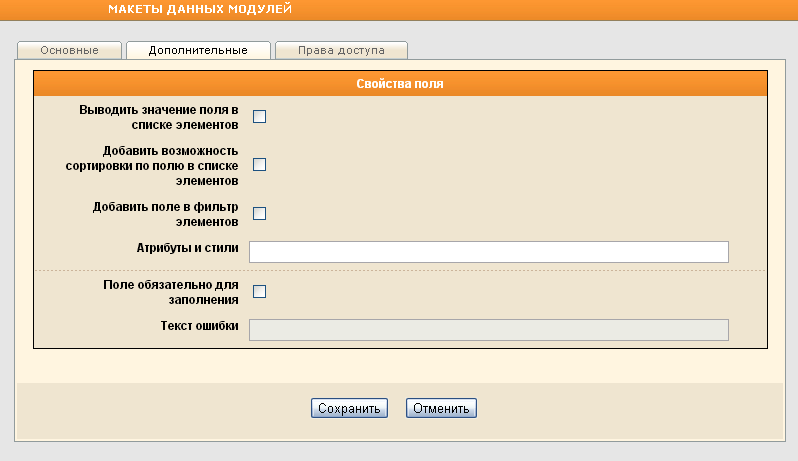 МАКЕТЫ ДАННЫХ МОДУЛЕЙ
Основные Дополнительные Права доступа
Свойства поля
Выводить значение поля в
списке элементов
Добавить возможность
сортировки по полю в списке
элементов
Добавить поле в фильтр
элементов
Атрибуты и стили
Поле обязательно для
заполнения
Текст ошибки
Сохранить Отменить